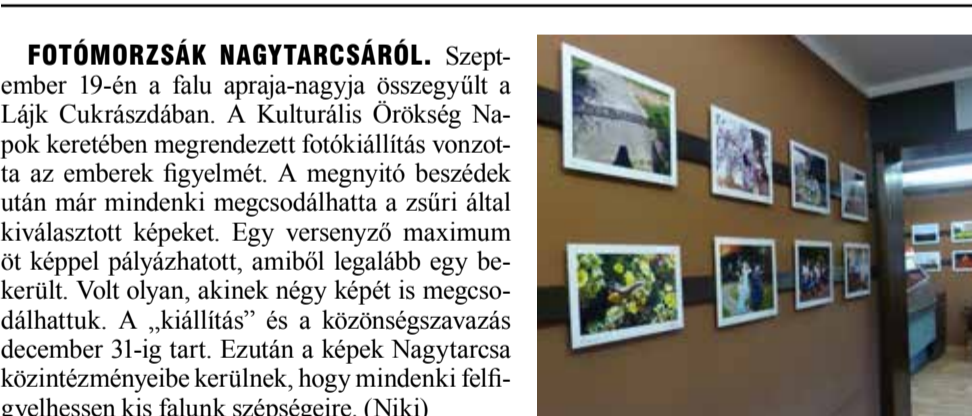 FOTÓMORZSÁK NAGYTARCSÁRÓL. Szept-
ember 19-én a falu apraja-nagyja összegyűlt a
Lájk Cukrászdában. A Kulturális Örökség Na-
pok keretében megrendezett fotókiállítás vonzot-
ta az emberek figyelmét. A megnyitó beszédek
után már mindenki megcsodálhatta a zsűri által
kiválasztott képeket. Egy versenyző maximum
öt képpel pályázhatott, amiből legalább egy be-
került. Volt olyan, akinek négy képét is megcso-
dálhattuk. A „kiállítás” és a közönségszavazás
december 31-ig tart. Ezután a képek Nagytarcsa
közintézményeibe kerülnek, hogy mindenki felfi-
gyelhessen kis falunk szépségeire. (Niki)